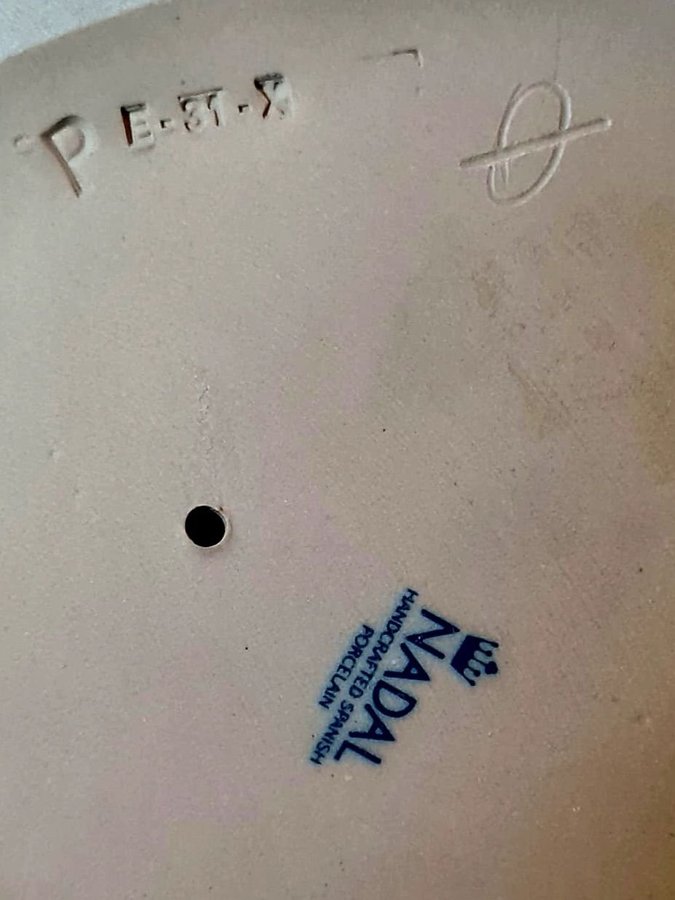 P E-31-X
NADAL
HANDCRAFTED SPANISH
PORCELAIN